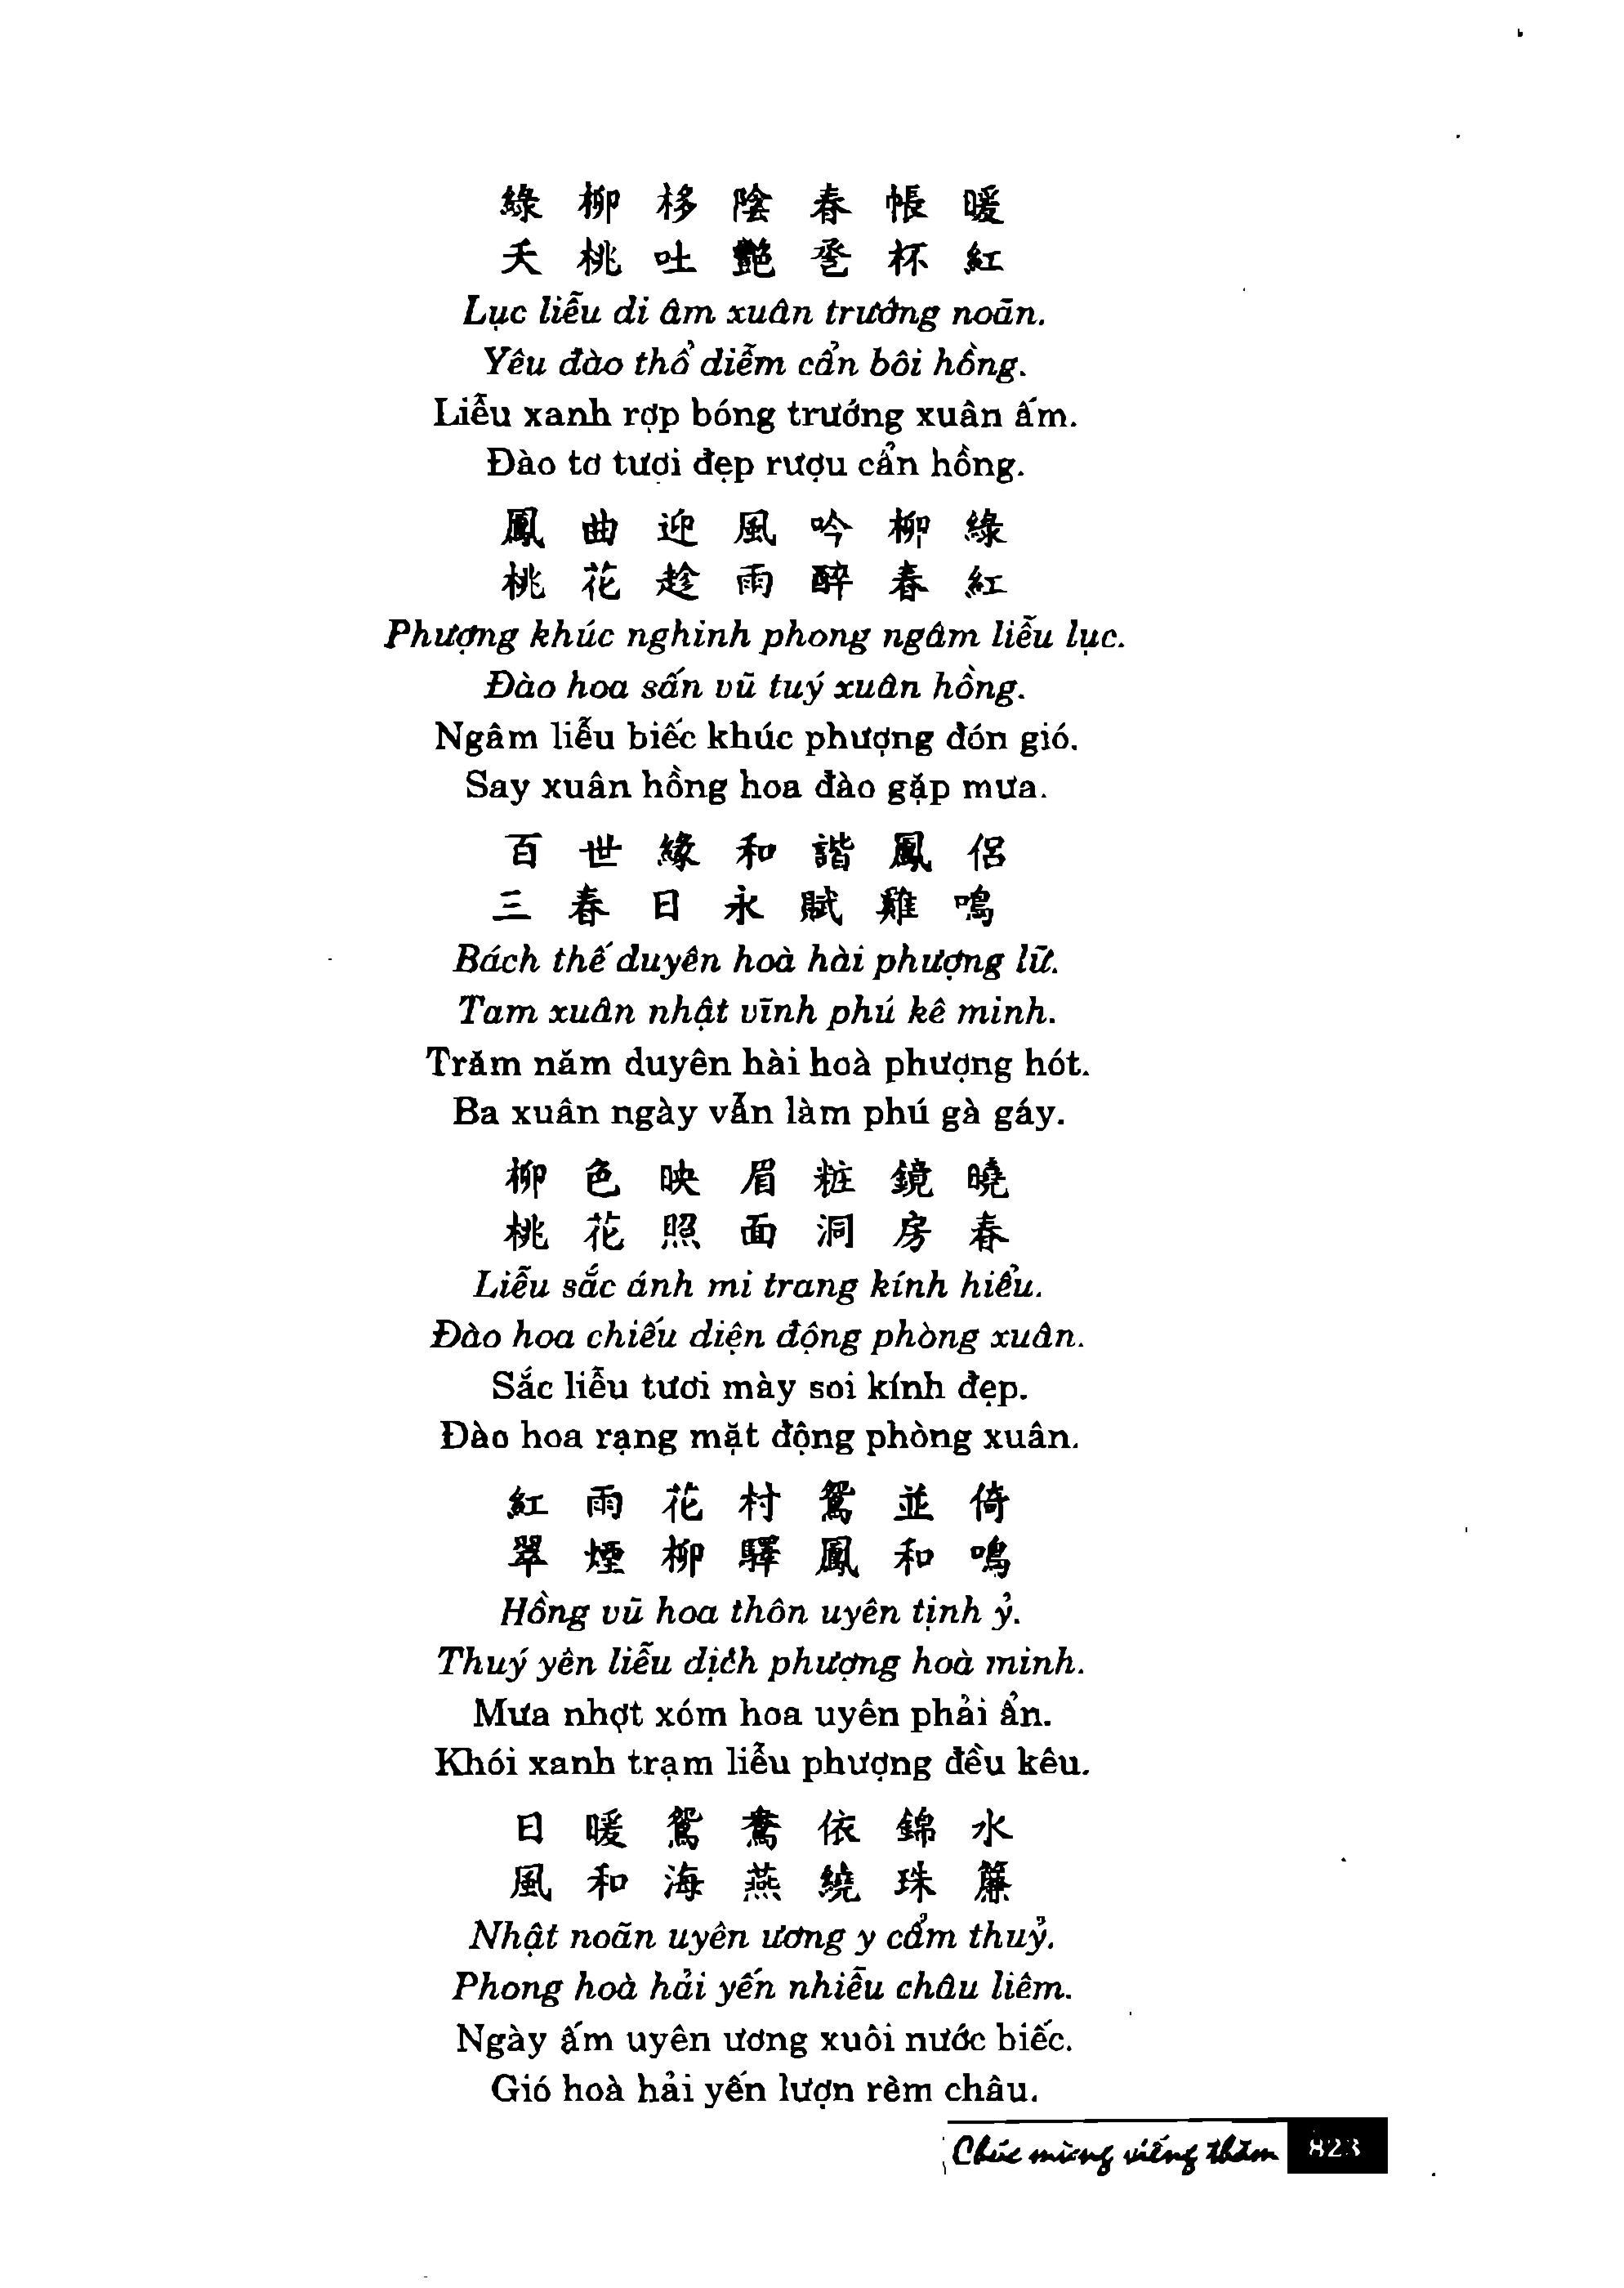 綠柳移陰春帳暖
夭桃吐艷巹杯紅
Lục liễu di âm xuân trướng noãn.
Yêu đào thổ diễm cẩn bôi hồng.
Liễu xanh rợp bóng trướng xuân ấm.
Đào tơ tươi đẹp rượu cẩn hồng.
鳳曲迎風吟柳綠
桃花趁雨醉春紅
Phượng khúc nghinh phong ngâm liễu lục.
Đào hoa sấn vũ tuý xuân hồng.
Ngâm liễu biếc khúc phượng đón gió.
Say xuân hồng hoa đào gặp mưa.
百世緣和諧鳳侶
三春日永賦雞鳴
Bách thế duyên hoà hài phượng lữ.
Tam xuân nhật vĩnh phú kê minh.
Trăm năm duyên hài hoà phượng hót.
Ba xuân ngày vẫn làm phú gà gáy.
柳色映眉粧鏡曉
桃花照面洞房春
Liễu sắc ánh mi trang kính hiểu.
Đào hoa chiếu diện động phòng xuân.
Sắc liễu tươi mày soi kính đẹp.
Đào hoa rạng mặt động phòng xuân.
紅雨花村鴛並倚
翠煙柳驛鳳和鳴
Hồng vũ hoa thôn uyên tịnh ỷ.
Thuý yên liễu dịch phượng hoà minh.
Mưa nhợt xóm hoa uyên phải ẩn.
Khói xanh trạm liễu phượng đều kêu.
日暖鴛鴦依錦水
風和海燕繞珠簾
Nhật noãn uyên ương y cẩm thuỷ.
Phong hoà hải yến nhiễu châu liêm.
Ngày ấm uyên ương xuôi nước biếc.
Gió hoà hải yến lượn rèm châu.
Chúc mừng viếng thăm 823